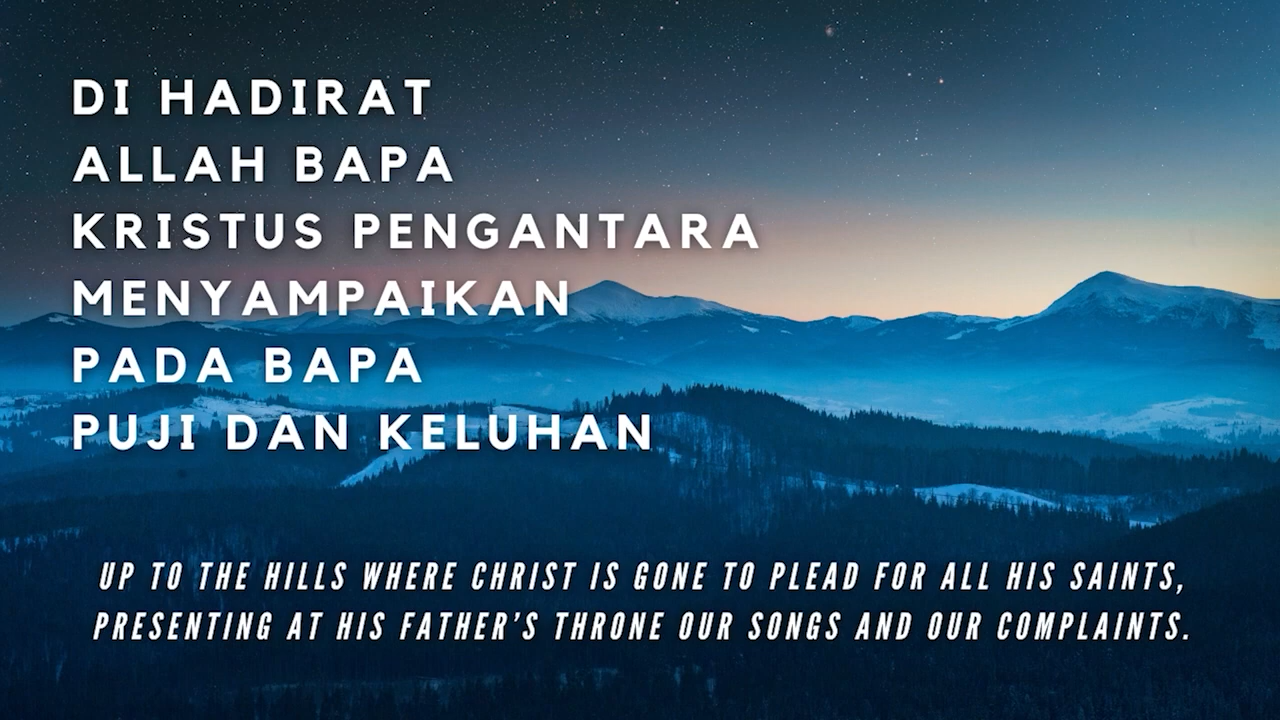 DI HADIRAT
ALLAH BAPA
KRISTUS PENGANTARA
MENYAMPAIKAN
PADA BAPA
PUJI DAN KELUHAN
UP TO THE HILLS WHERE CHRIST IS GONE TO PLEAD FOR ALL HIS SAINTS,
PRESENTING AT HIS FATHER'S THRONE OUR SONGS AND OUR COMPLAINTS.